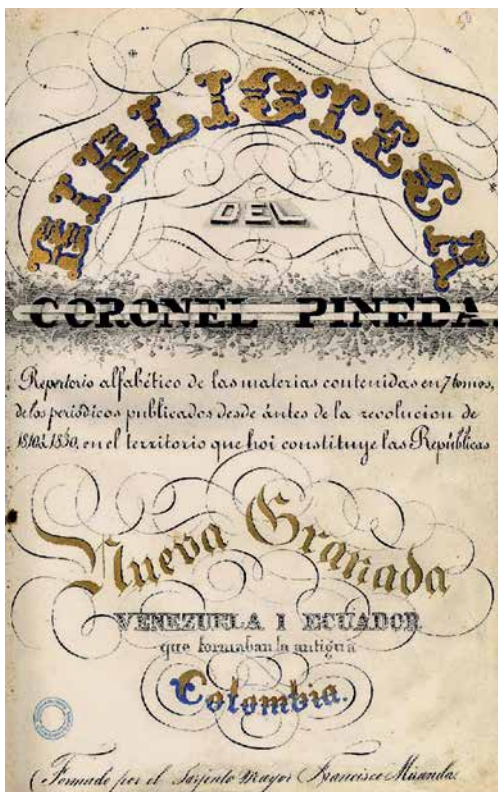 BIBLIOTECA
DEL
CORONEL PINEDA
Repertorio alfabético de las materias contenidas en 7 tomos,
de los periódicos publicados desde ántes de la revolucion de
1810 á 1830, en el territorio que hoi constituye las Repúblicas
Nueva Granada
VENEZUELA I ECUADOR
que formaban la antigua
Colombia.
Formado por el Sarjento Mayor Francisco Miranda